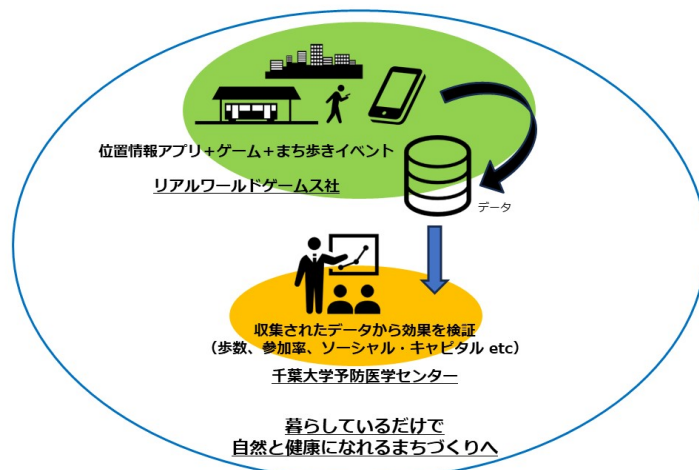 位置情報アプリ+ゲーム+まち歩きイベント
リアルワールドゲームス社
データ
収集されたデータから効果を検証
（歩数、参加率、ソーシャル・キャピタル etc）
千葉大学予防医学センター
暮らしているだけで
自然と健康になれるまちづくりへ